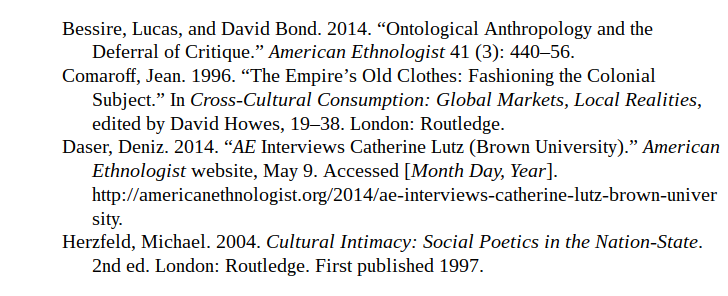 Bessire, Lucas, and David Bond. 2014. “Ontological Anthropology and the
Deferral of Critique.” American Ethnologist 41 (3): 440–56.
Comaroff, Jean. 1996. “The Empire’s Old Clothes: Fashioning the Colonial
Subject.” In Cross-Cultural Consumption: Global Markets, Local Realities,
edited by David Howes, 19–38. London: Routledge.
Daser, Deniz. 2014. “AE Interviews Catherine Lutz (Brown University).” American
Ethnologist website, May 9. Accessed [Month Day, Year].
http://americanethnologist.org/2014/ae-interviews-catherine-lutz-brown-univer
sity.
Herzfeld, Michael. 2004. Cultural Intimacy: Social Poetics in the Nation-State.
2nd ed. London: Routledge. First published 1997.